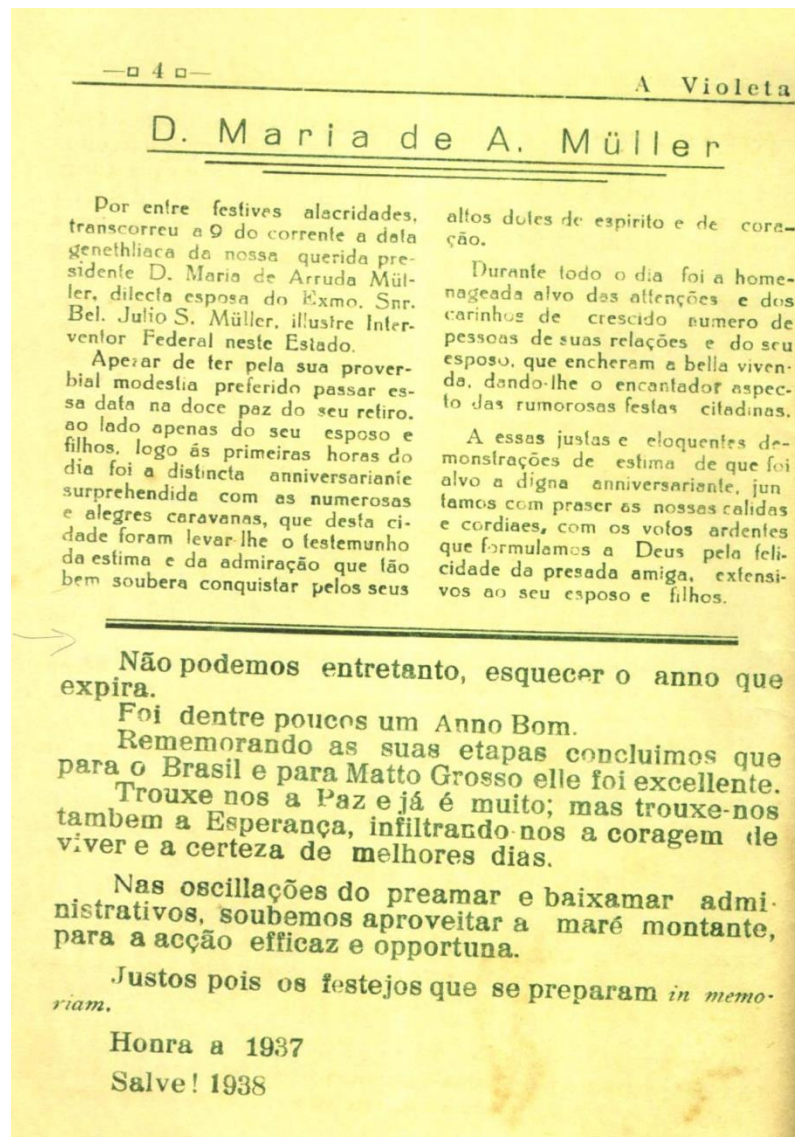 —◻ 4 ◻—
A Violeta
D. Maria de A. Müller
Por entre festivas alacridades,
transcorreu a 9 do corrente a data
genethliaca da nossa querida pre-
sidente D. Maria de Arruda Mül-
ler, dilecta esposa do Exmo. Snr.
Bel. Julio S. Müller, illustre Inter-
ventor Federal neste Estado.
Apezar de ter pela sua prover-
bial modestia preferido passar es-
sa data na doce paz do seu retiro,
ao lado apenas do seu esposo e
filhos, logo ás primeiras horas do
dia foi a distincta anniversariante
surprehendida com as numerosas
e alegres caravanas, que desta ci-
dade foram levar-lhe o testemunho
da estima e da admiração que tão
bem soubera conquistar pelos seus
altos dotes de espirito e de cora-
ção.
Durante todo o dia foi a home-
nageada alvo das attenções e dos
carinhos de crescido numero de
pessoas de suas relações e do seu
esposo, que encheram a bella viven-
da, dando-lhe o encantador aspec-
to das rumorosas festas citadinas.
A essas justas e eloquentes de-
monstrações de estima de que foi
alvo a digna anniversariante, jun
tamos com praser as nossas calidas
e cordiaes, com os votos ardentes
que formulamos a Deus pela feli-
cidade da presada amiga, extensi-
vos ao seu esposo e filhos.
Não podemos entretanto, esquecer o anno que
expira.
Foi dentre poucos um Anno Bom.
Rememorando as suas etapas concluimos que
para o Brasil e para Matto Grosso elle foi excellente.
Trouxe nos a Paz e já é muito; mas trouxe-nos
tambem a Esperança, infiltrando-nos a coragem de
viver e a certeza de melhores dias.
Nas oscillações do preamar e baixamar admi-
nistrativos, soubemos aproveitar a maré montante,
para a acção efficaz e opportuna.
Justos pois os festejos que se preparam in memo-
riam.
Honra a 1937
Salve! 1938